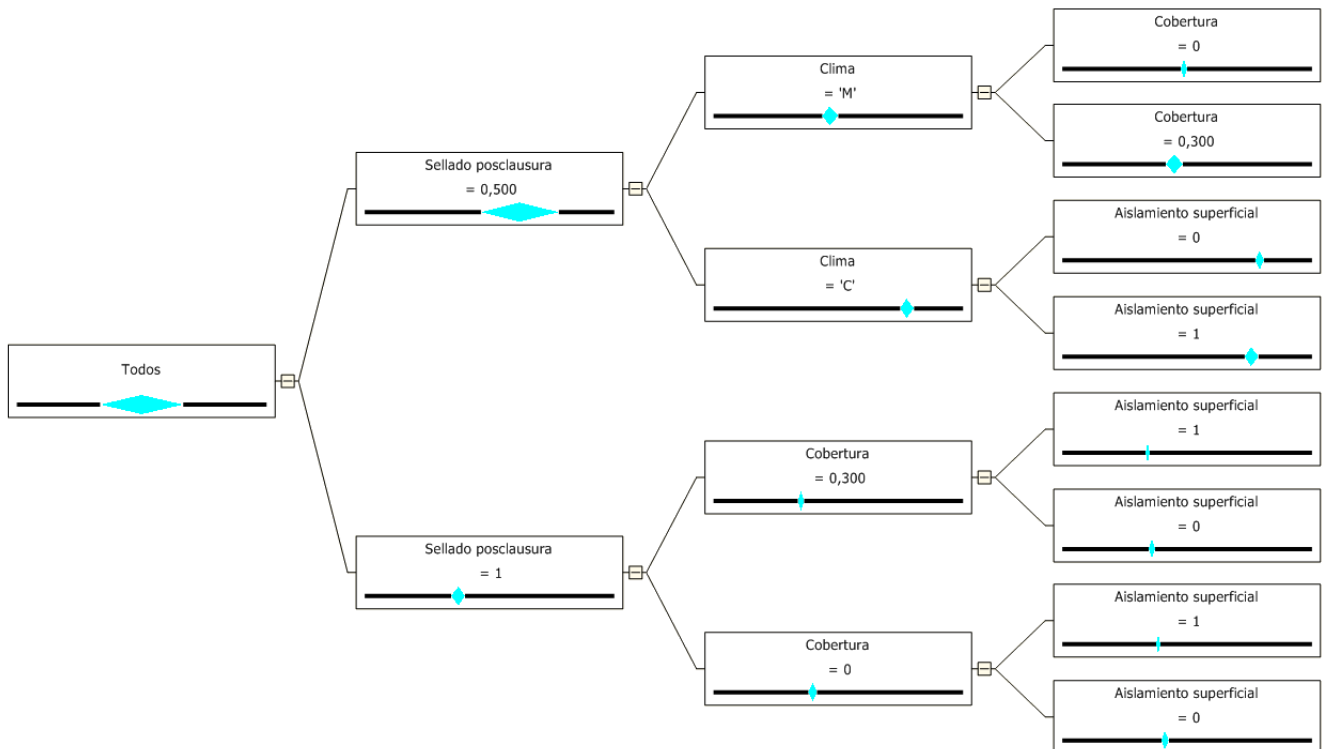 Todos
Sellado posclausura
= 0,500
Clima
= 'M'
Cobertura
= 0
Cobertura
= 0,300
Clima
= 'C'
Aislamiento superficial
= 0
Aislamiento superficial
= 1
Sellado posclausura
= 1
Cobertura
= 0,300
Aislamiento superficial
= 1
Aislamiento superficial
= 0
Cobertura
= 0
Aislamiento superficial
= 1
Aislamiento superficial
= 0